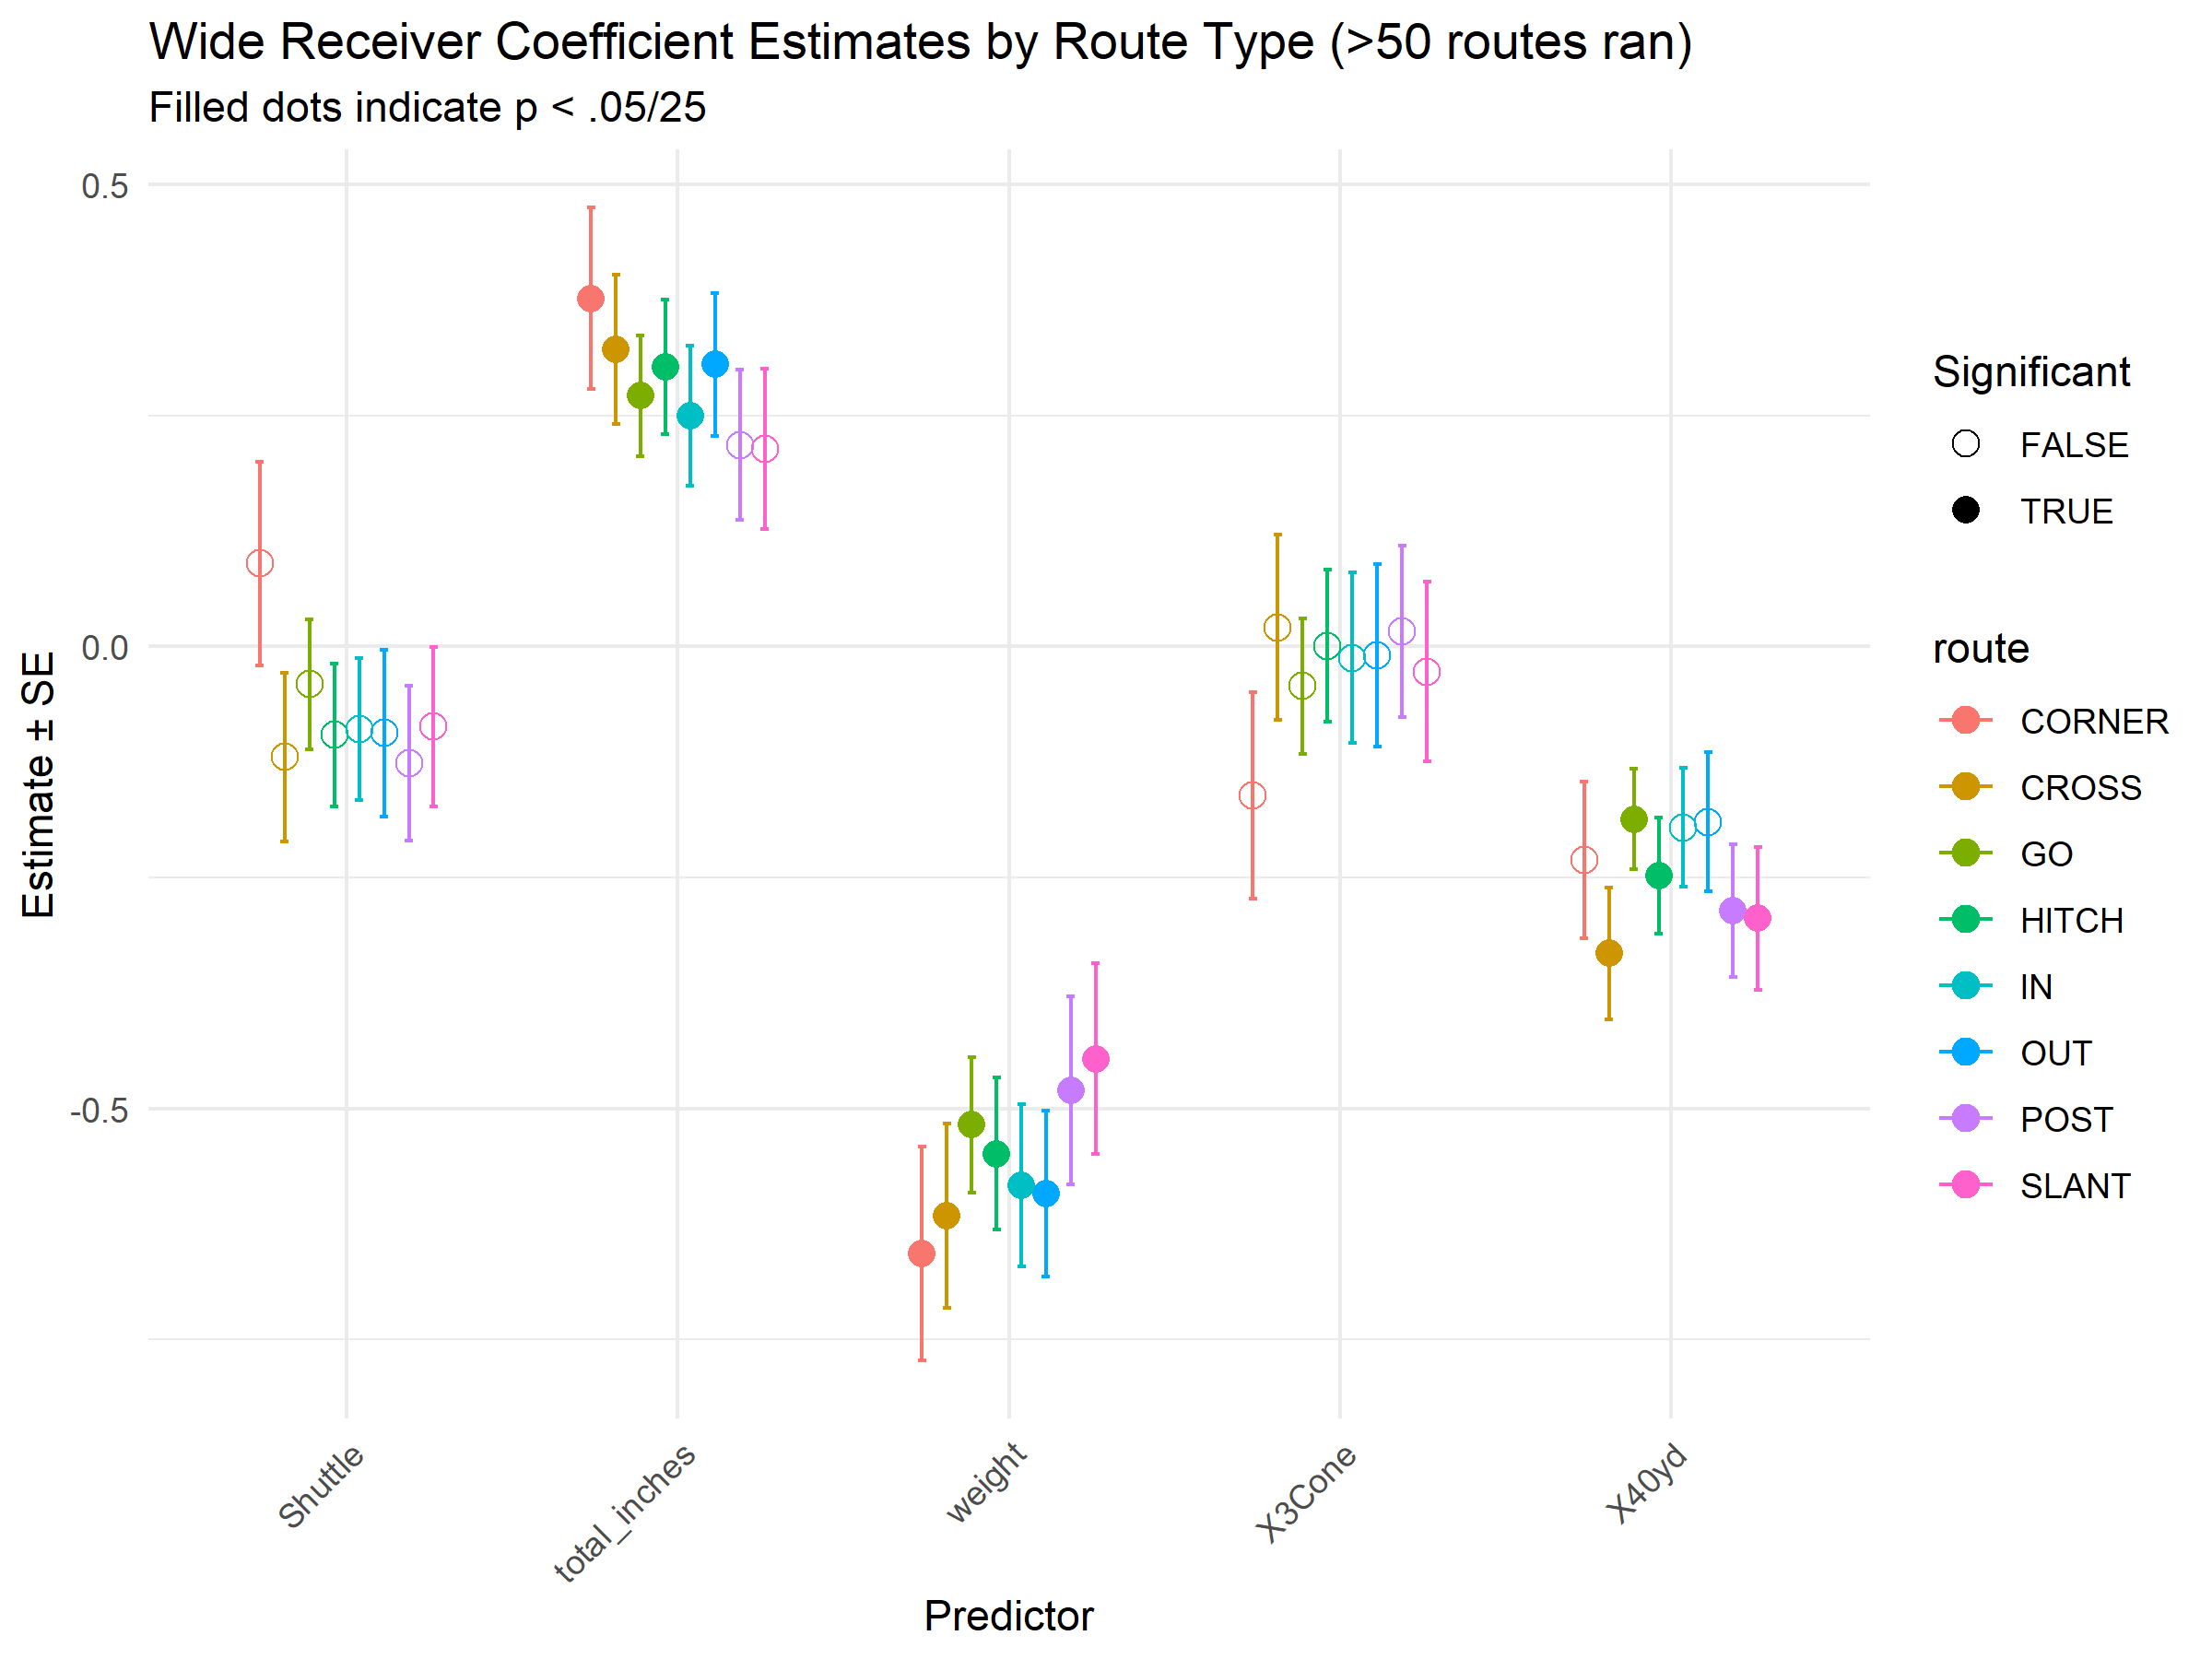 Wide Receiver Coefficient Estimates by Route Type (>50 routes ran)
Filled dots indicate p < .05/25
Estimate ± SE
0.5
0.0
-0.5
Shuttle
total_inches
weight
X3Cone
X40yd
Predictor
Significant
FALSE
TRUE
route
CORNER
CROSS
GO
HITCH
IN
OUT
POST
SLANT